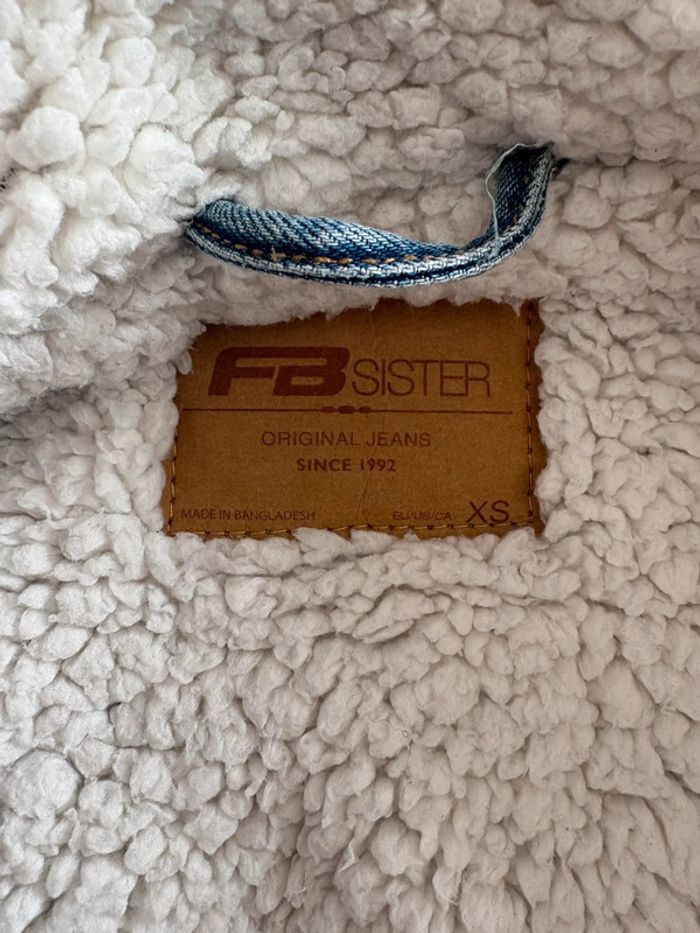 FB SISTER
ORIGINAL JEANS
SINCE 1992
MADE IN BANGLADESH EU/US/CA XS